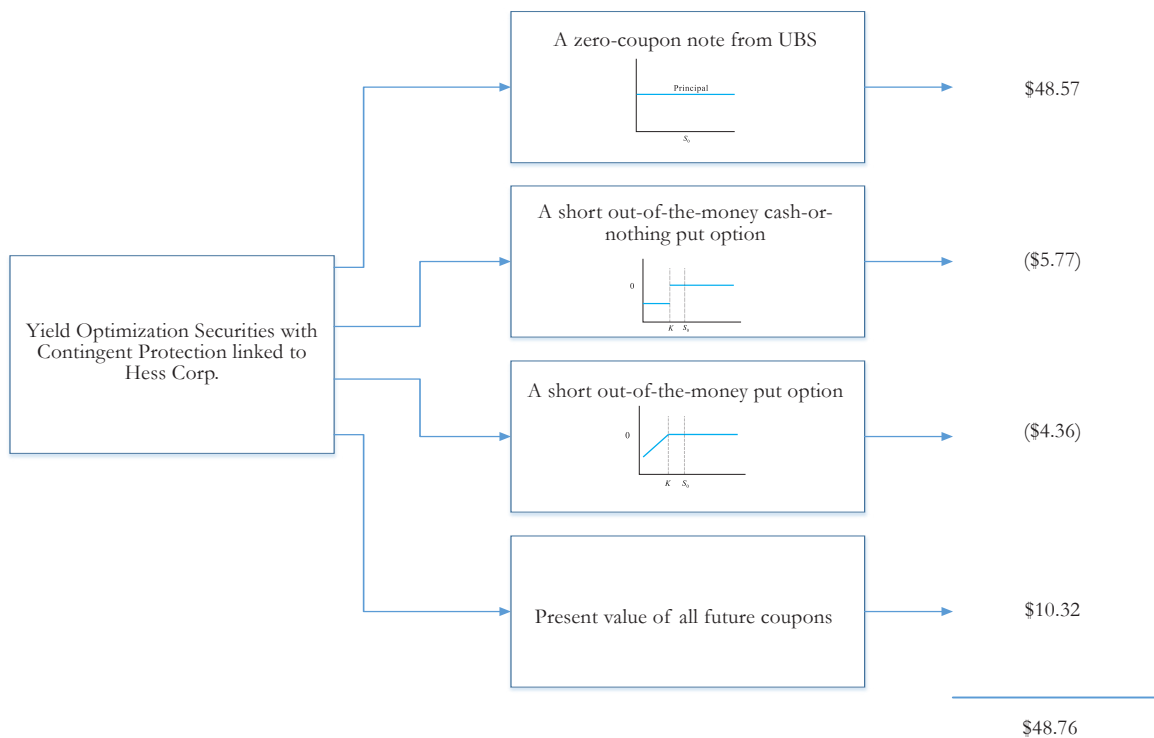 A zero-coupon note from UBS
Principal
S0
$48.57
A short out-of-the-money cash-or-
nothing put option
0
K S0
($5.77)
Yield Optimization Securities with
Contingent Protection linked to
Hess Corp.
A short out-of-the-money put option
0
K S0
($4.36)
Present value of all future coupons
$10.32
$48.76